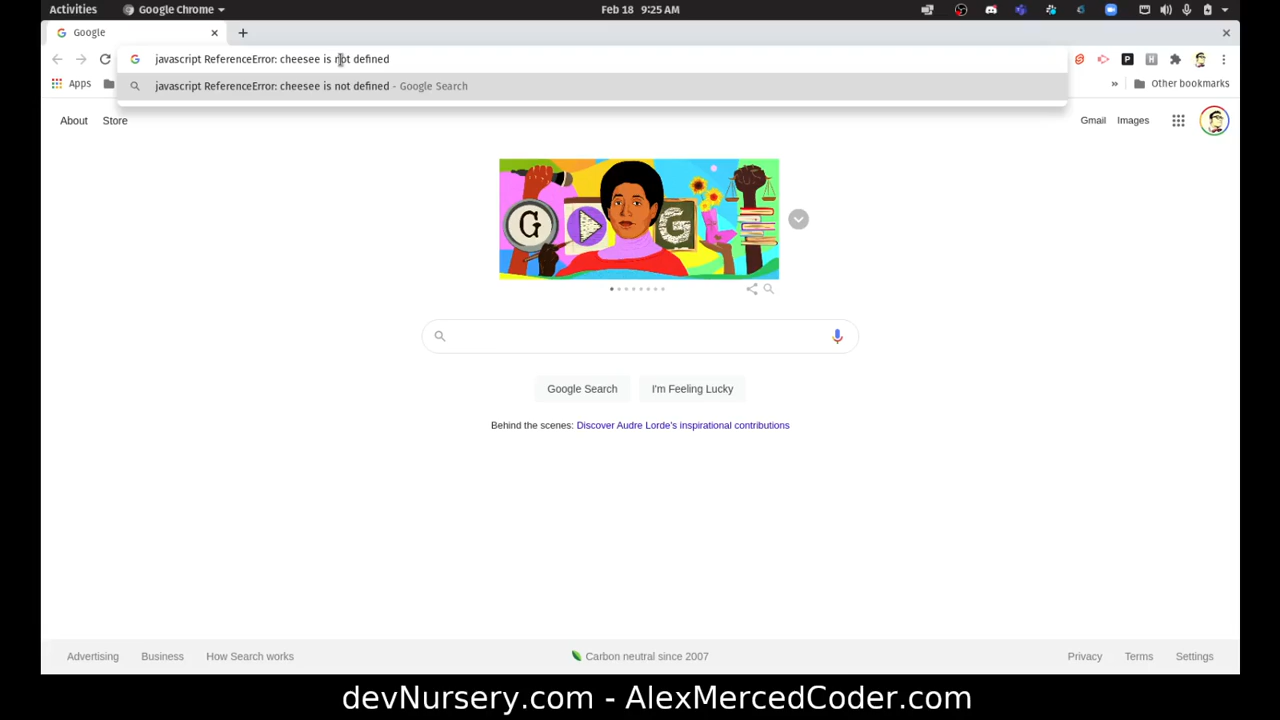 Activities Google Chrome Feb 18 9:25 AM
Google
javascript ReferenceError: cheesee is not defined
javascript ReferenceError: cheesee is not defined - Google Search
Apps » Other bookmarks
About Store Gmail Images
G G
Google Search I'm Feeling Lucky
Behind the scenes: Discover Audre Lorde's inspirational contributions
Advertising Business How Search works Carbon neutral since 2007 Privacy Terms Settings
devNursery.com - AlexMercedCoder.com